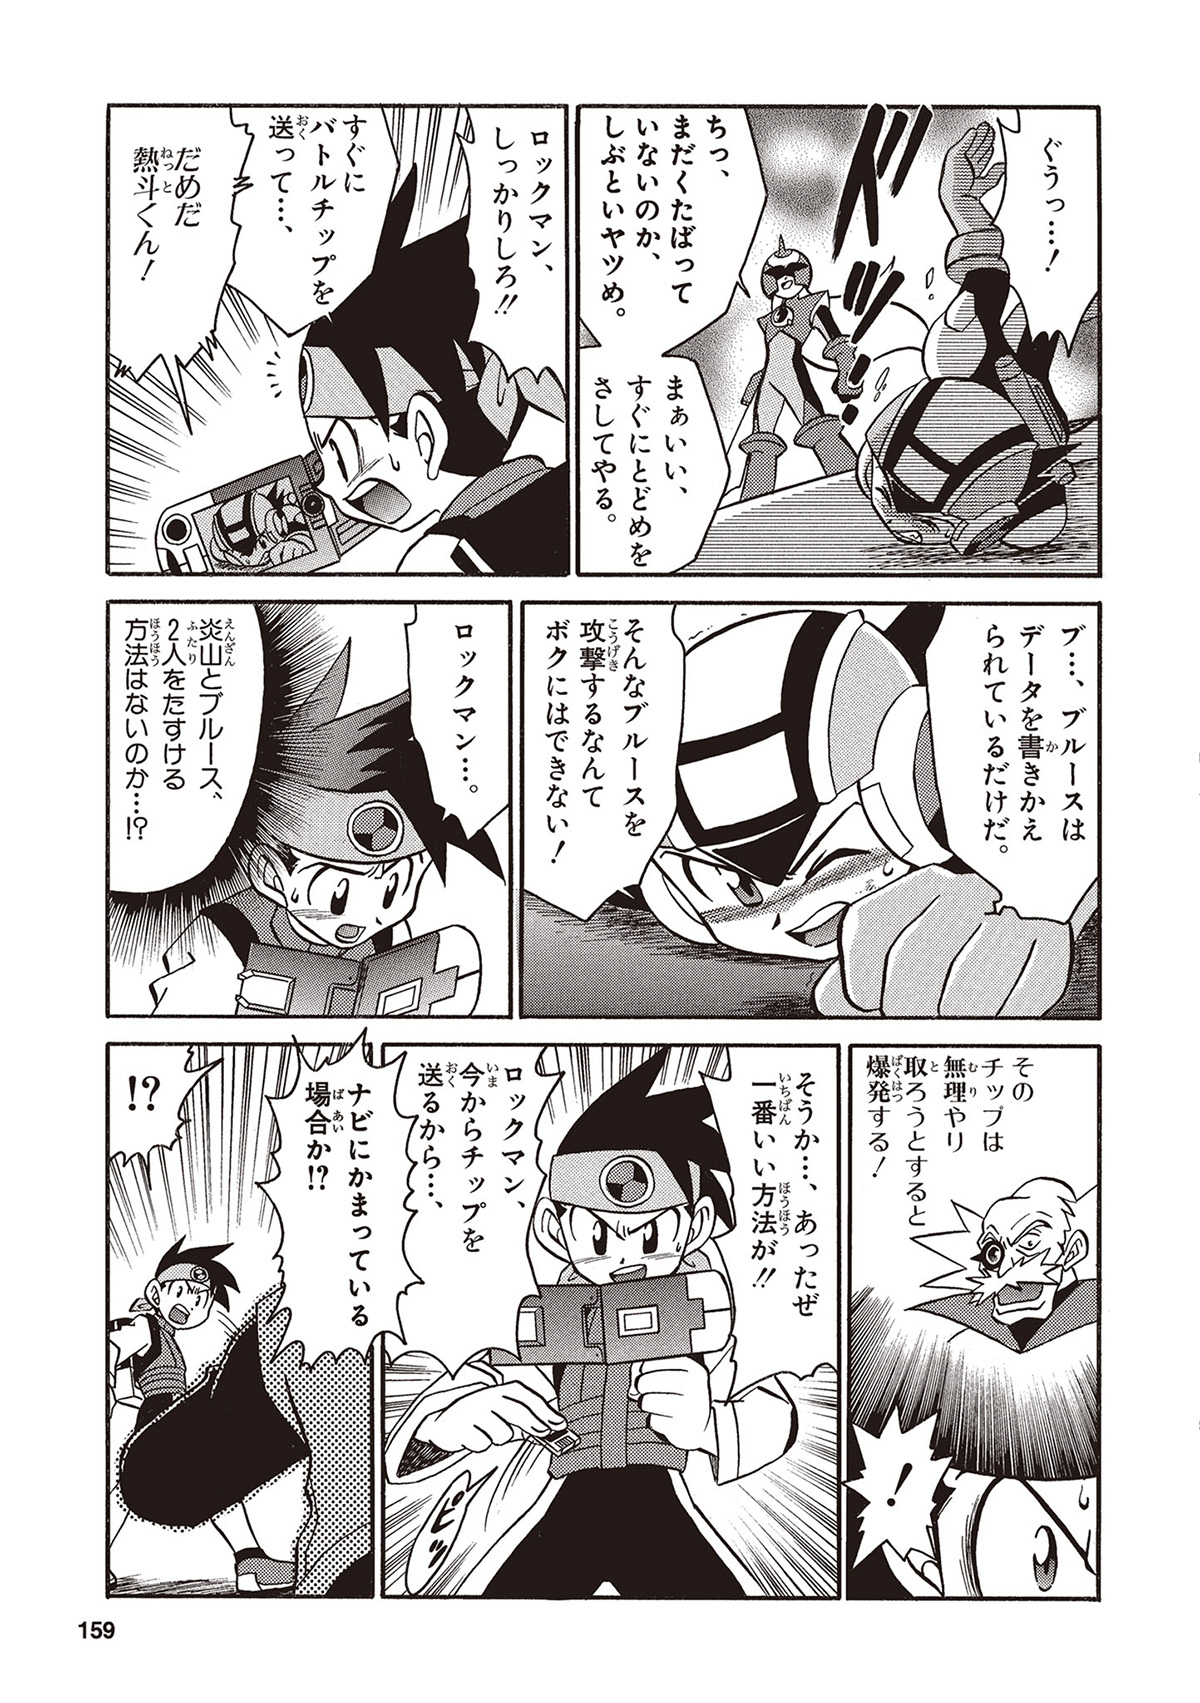 ぐうっ…！
ちっ、
まだくたばって
いないのか、
しぶといヤツめ。
まぁいい、
すぐにとどめを
さしてやる。
ロックマン、
しっかりしろ!!
すぐに
バトルチップを
送って…、
だめだ
熱斗くん！
ブ…、ブルースは
データを書きかえ
られているだけだ。
そんなブルースを
攻撃するなんて
ボクにはできない！
ロックマン…。
炎山とブルース、
2人をたすける
方法はないのか…!?
その
チップは
無理やり
取ろうとすると
爆発する！
！
そうか…、あったぜ
一番いい方法が!!
ロックマン、
今からチップを
送るから…、
ピピッ
ナビにかまっている
場合か!?
!?
159